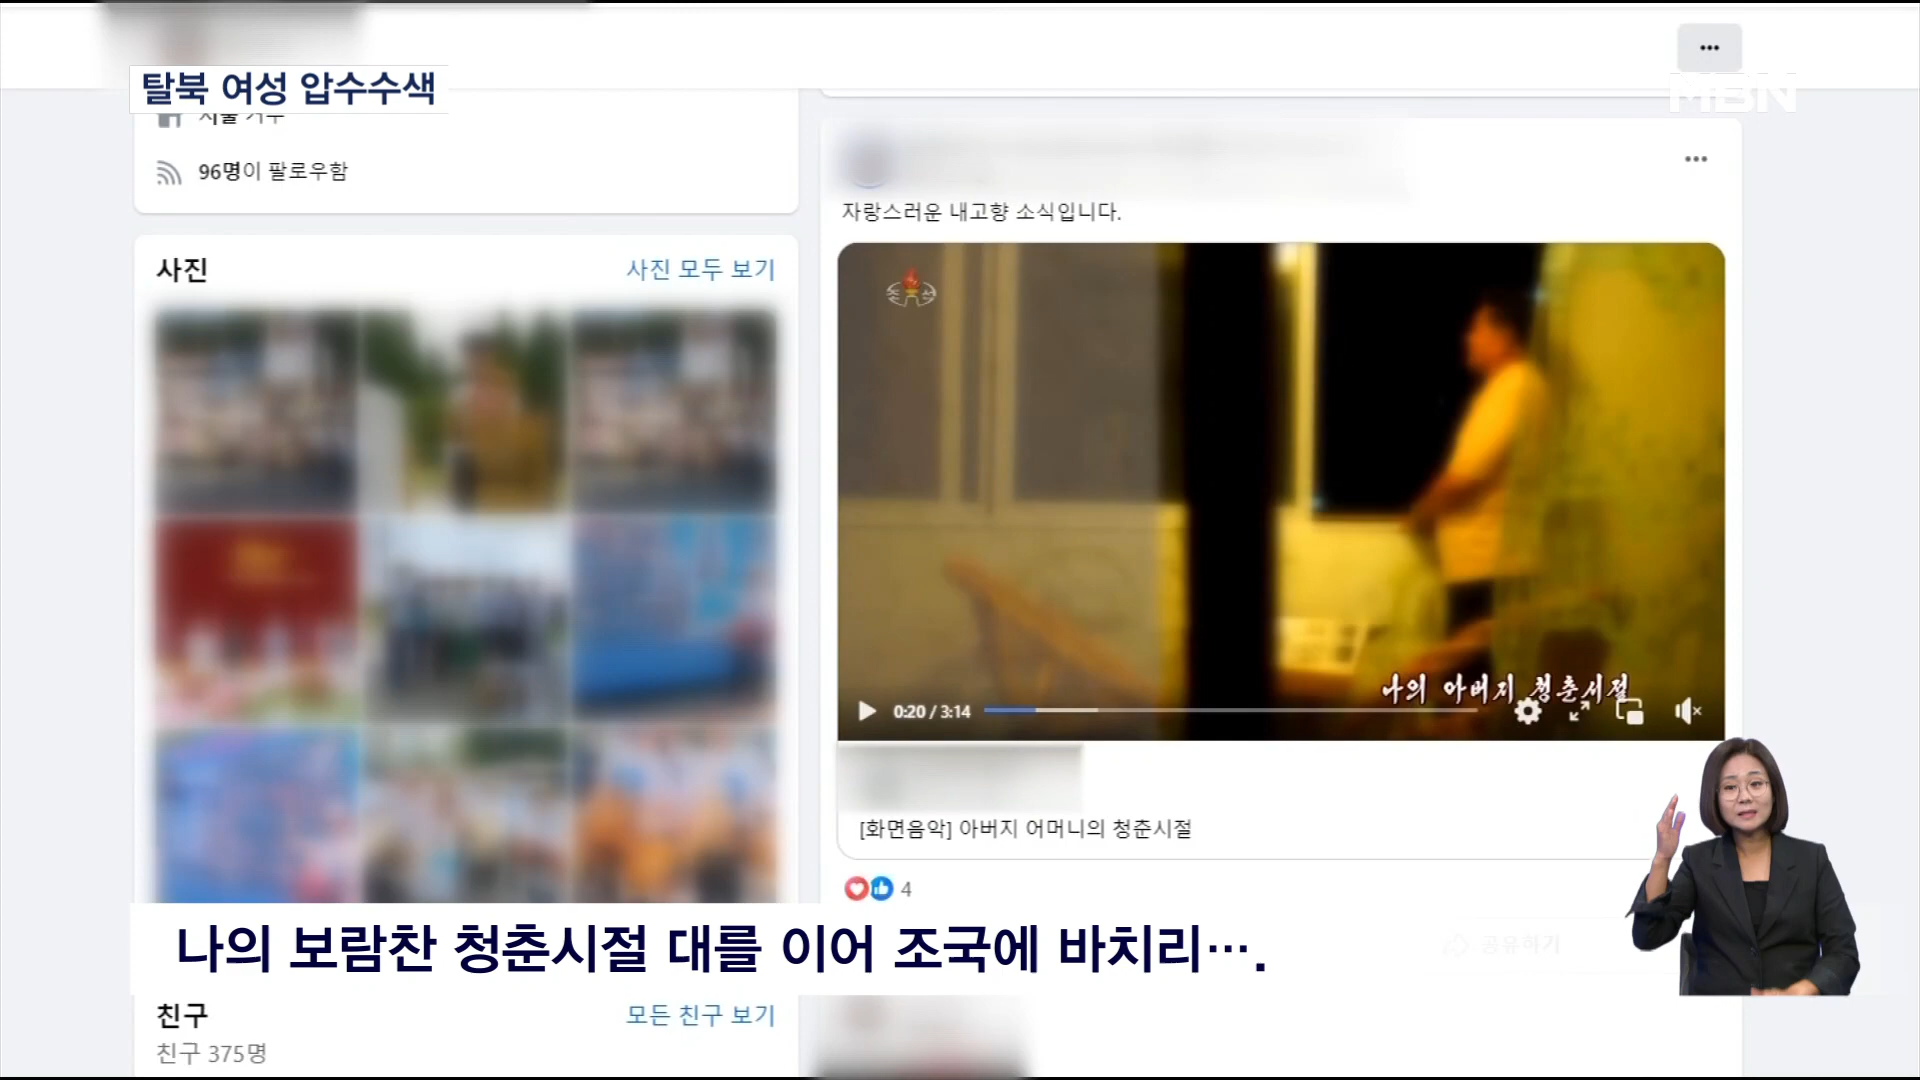 탈북 여성 압수수색
MBN
서울 거주
96명이 팔로우함
사진
사진 모두 보기
자랑스러운 내고향 소식입니다.
나의 아버지 청춘시절
0:20 / 3:14
[화면음악] 아버지 어머니의 청춘시절
4
공유하기
나의 보람찬 청춘시절 대를 이어 조국에 바치리….
친구
모든 친구 보기
친구 375명